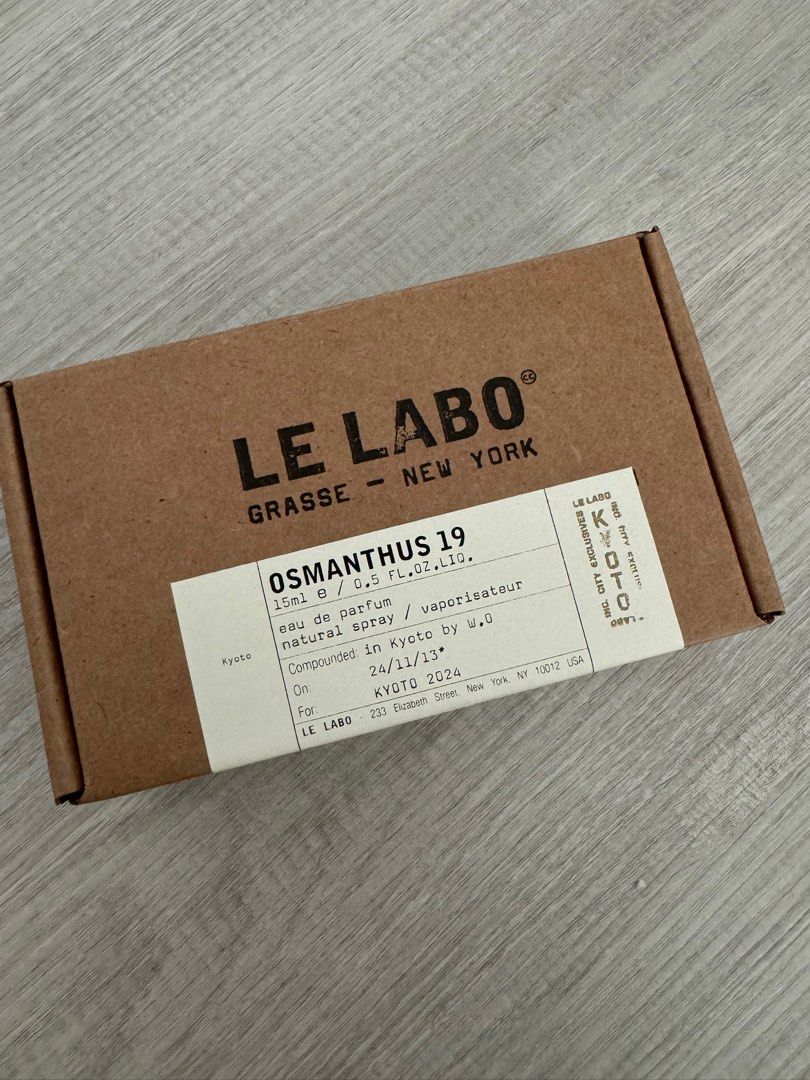 LE LABO
GRASSE — NEW YORK
OSMANTHUS 19
15ml e / 0.5 FL.OZ.LIQ.
eau de parfum
natural spray / vaporisateur
Kyoto
Compounded: in Kyoto by W.O
On: 24/11/13*
For: KYOTO 2024
LE LABO - 233 Elizabeth Street, New York, NY 10012 USA
LE LABO
CITY EXCLUSIVES
KYOTO